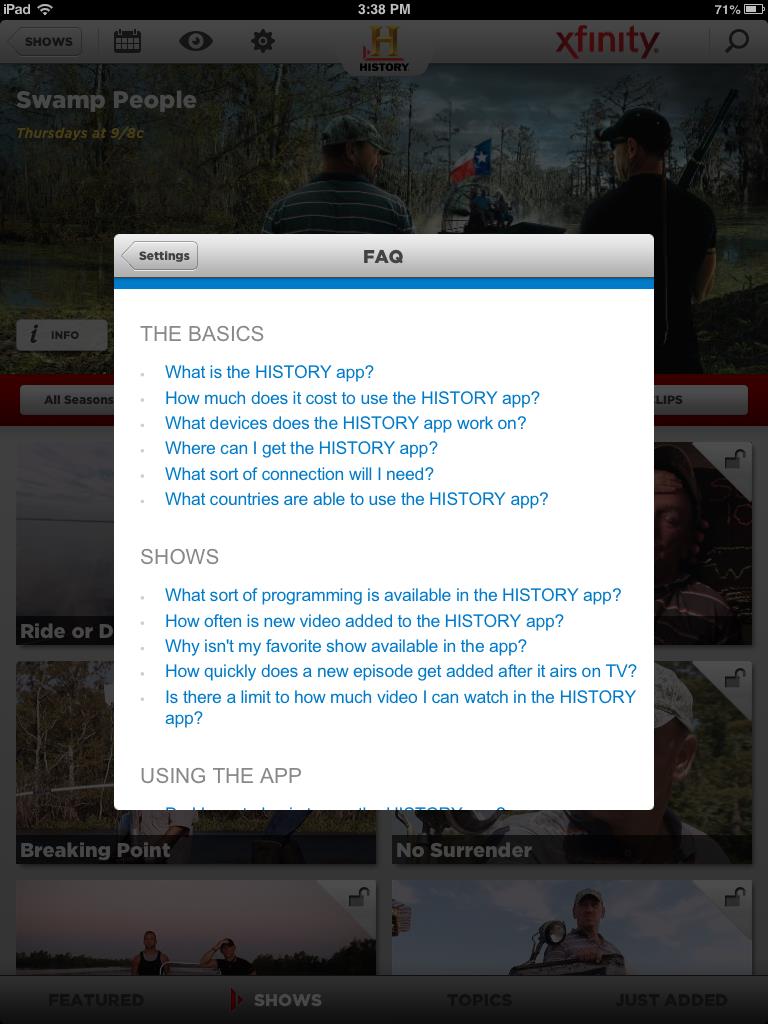 iPad 3:38 PM 71%
SHOWS
H
HISTORY
xfinity
Swamp People
Thursdays at 9/8c
Settings FAQ
THE BASICS
What is the HISTORY app?
How much does it cost to use the HISTORY app?
What devices does the HISTORY app work on?
Where can I get the HISTORY app?
What sort of connection will I need?
What countries are able to use the HISTORY app?
i INFO
All Seasons
CLIPS
SHOWS
What sort of programming is available in the HISTORY app?
How often is new video added to the HISTORY app?
Why isn't my favorite show available in the app?
How quickly does a new episode get added after it airs on TV?
Is there a limit to how much video I can watch in the HISTORY
app?
USING THE APP
Ride or D
Breaking Point
No Surrender
FEATURED SHOWS TOPICS JUST ADDED